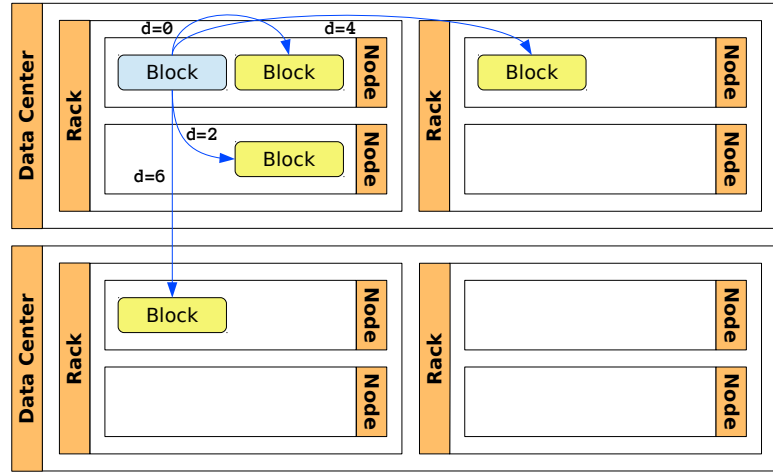 d=0
d=4
Data Center
Rack
Block
Block
Node
Rack
Block
Node
d=2
Block
Node
Node
d=6
Data Center
Rack
Block
Node
Rack
Node
Node
Node